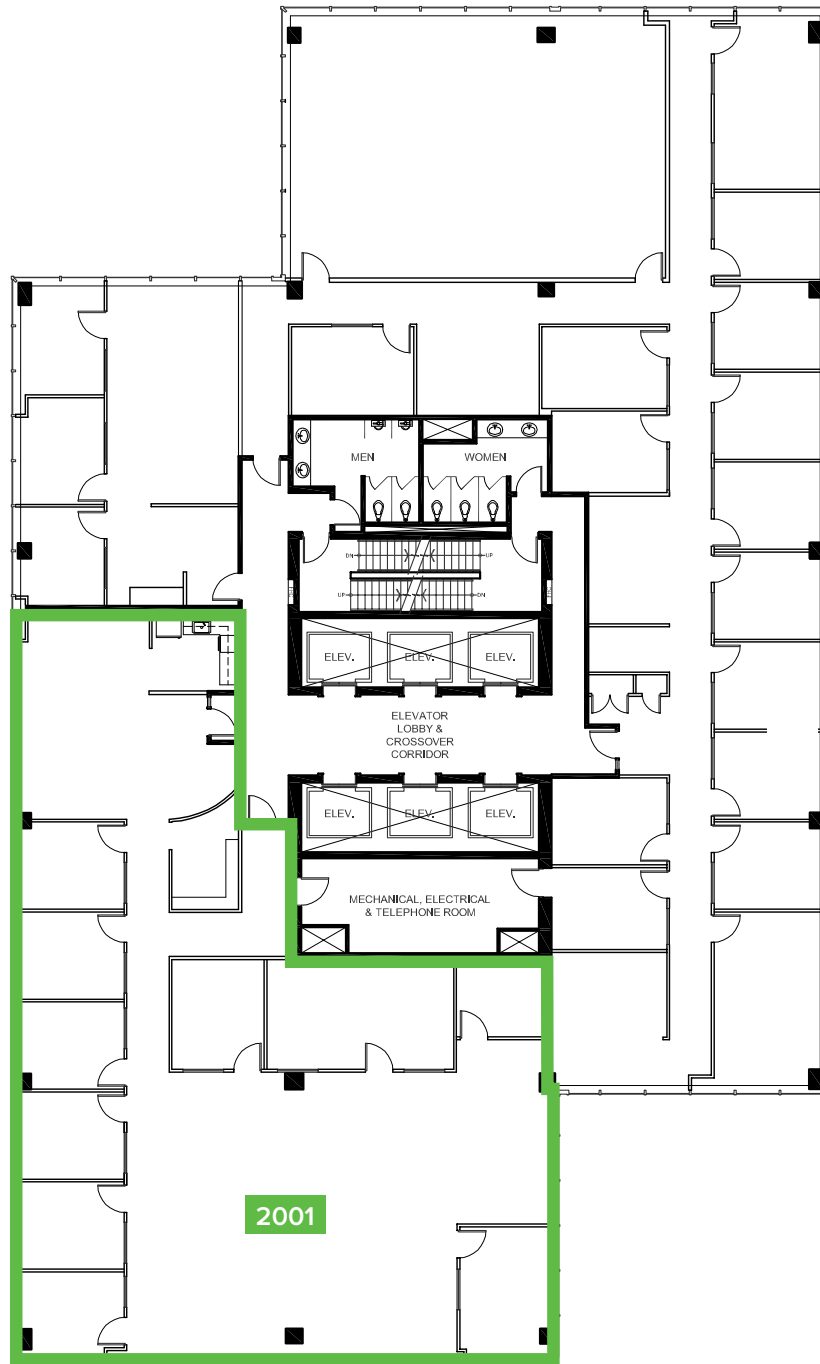 MEN
WOMEN
DN
UP
UP
DN
ELEV.
ELEV.
ELEV.
ELEVATOR
LOBBY &
CROSSOVER
CORRIDOR
ELEV.
ELEV.
ELEV.
MECHANICAL, ELECTRICAL
& TELEPHONE ROOM
2001